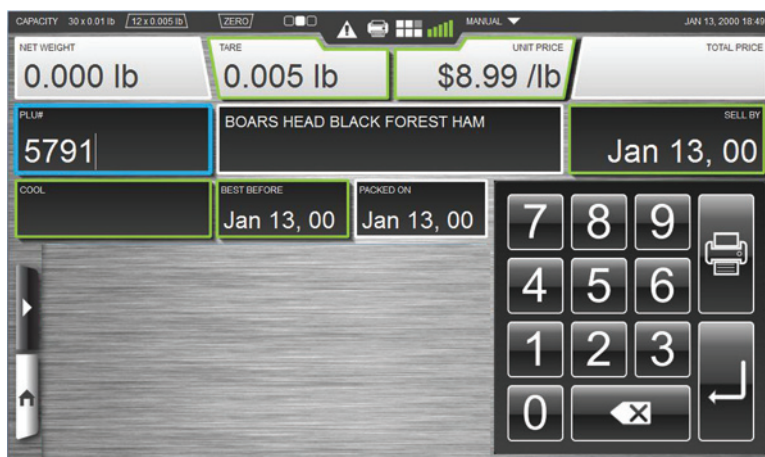 CAPACITY 30 x 0.01 lb 12 x 0.005 lb ZERO MANUAL JAN 13, 2000 18:49
NET WEIGHT TARE UNIT PRICE TOTAL PRICE
0.000 lb 0.005 lb $8.99 /lb
PLU# BOARS HEAD BLACK FOREST HAM SELL BY
5791 Jan 13, 00
COOL BEST BEFORE PACKED ON
Jan 13, 00 Jan 13, 00
7 8 9
4 5 6
1 2 3
0